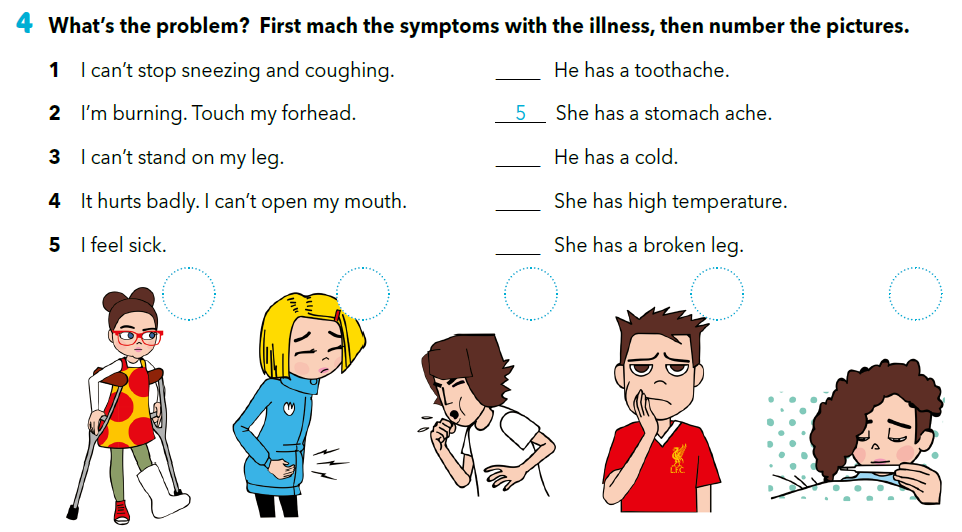 4 What's the problem? First mach the symptoms with the illness, then number the pictures.
1 I can't stop sneezing and coughing. ____ He has a toothache.
2 I'm burning. Touch my forhead. 5 She has a stomach ache.
3 I can't stand on my leg. ____ He has a cold.
4 It hurts badly. I can't open my mouth. ____ She has high temperature.
5 I feel sick. ____ She has a broken leg.
LFC